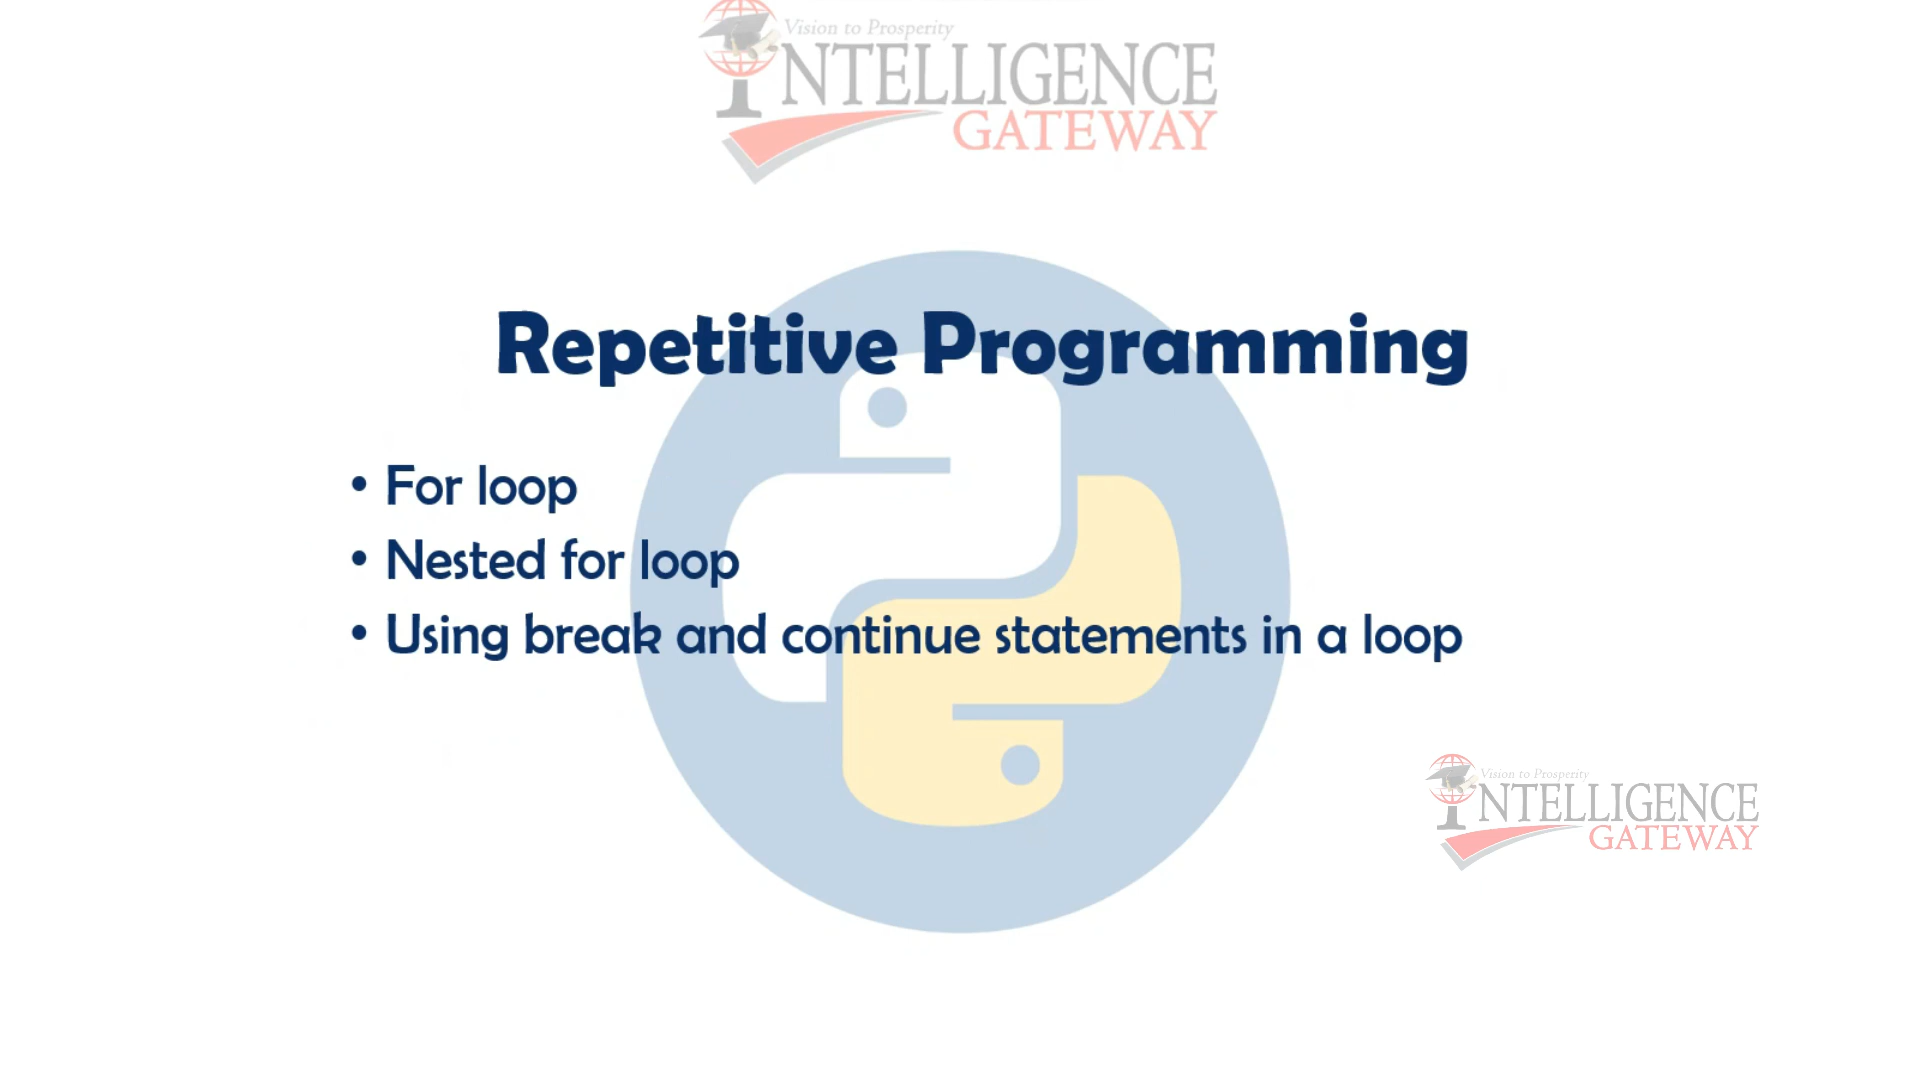 Vision to Prosperity
INTELLIGENCE
GATEWAY
Repetitive Programming
• For loop
• Nested for loop
• Using break and continue statements in a loop
Vision to Prosperity
INTELLIGENCE
GATEWAY